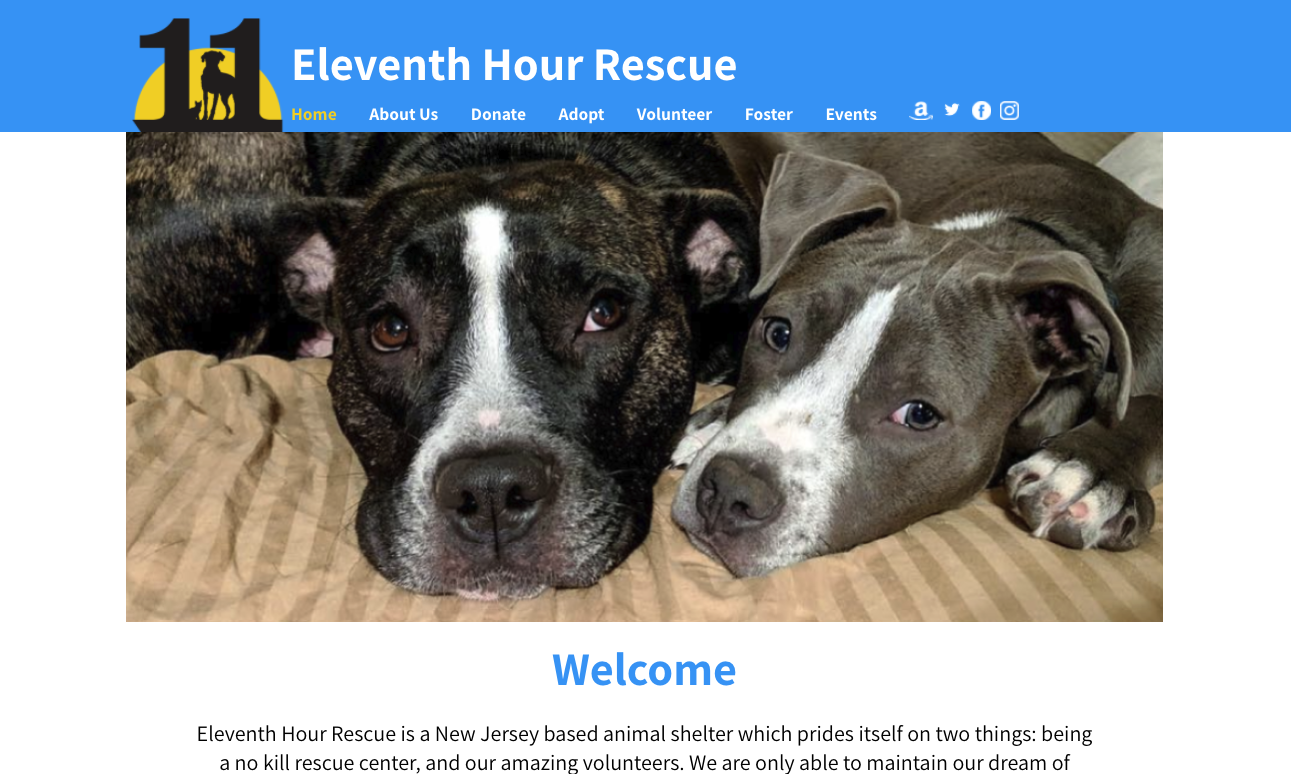 11
Eleventh Hour Rescue
Home About Us Donate Adopt Volunteer Foster Events
Welcome
Eleventh Hour Rescue is a New Jersey based animal shelter which prides itself on two things: being
a no kill rescue center, and our amazing volunteers. We are only able to maintain our dream of